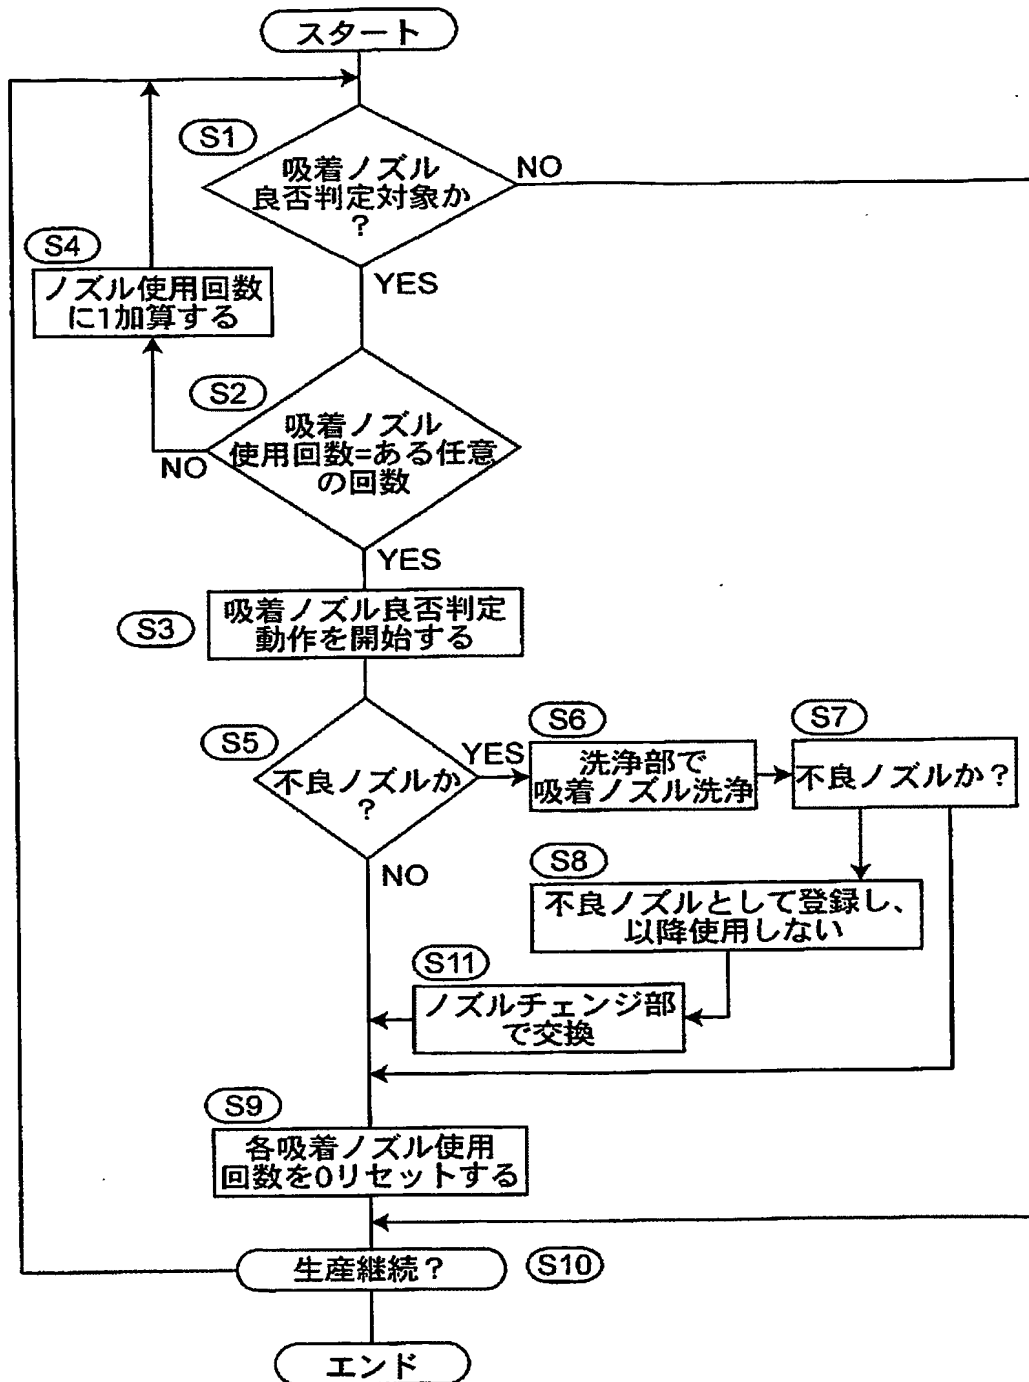 スタート
S1
吸着ノズル
良否判定対象か
?
NO
YES
S4
ノズル使用回数
に1加算する
S2
吸着ノズル
使用回数=ある任意
の回数
NO
YES
S3
吸着ノズル良否判定
動作を開始する
S5
不良ノズルか
?
YES
NO
S6
洗浄部で
吸着ノズル洗浄
S7
不良ノズルか?
S8
不良ノズルとして登録し、
以降使用しない
S11
ノズルチェンジ部
で交換
S9
各吸着ノズル使用
回数を0リセットする
生産継続?
S10
エンド